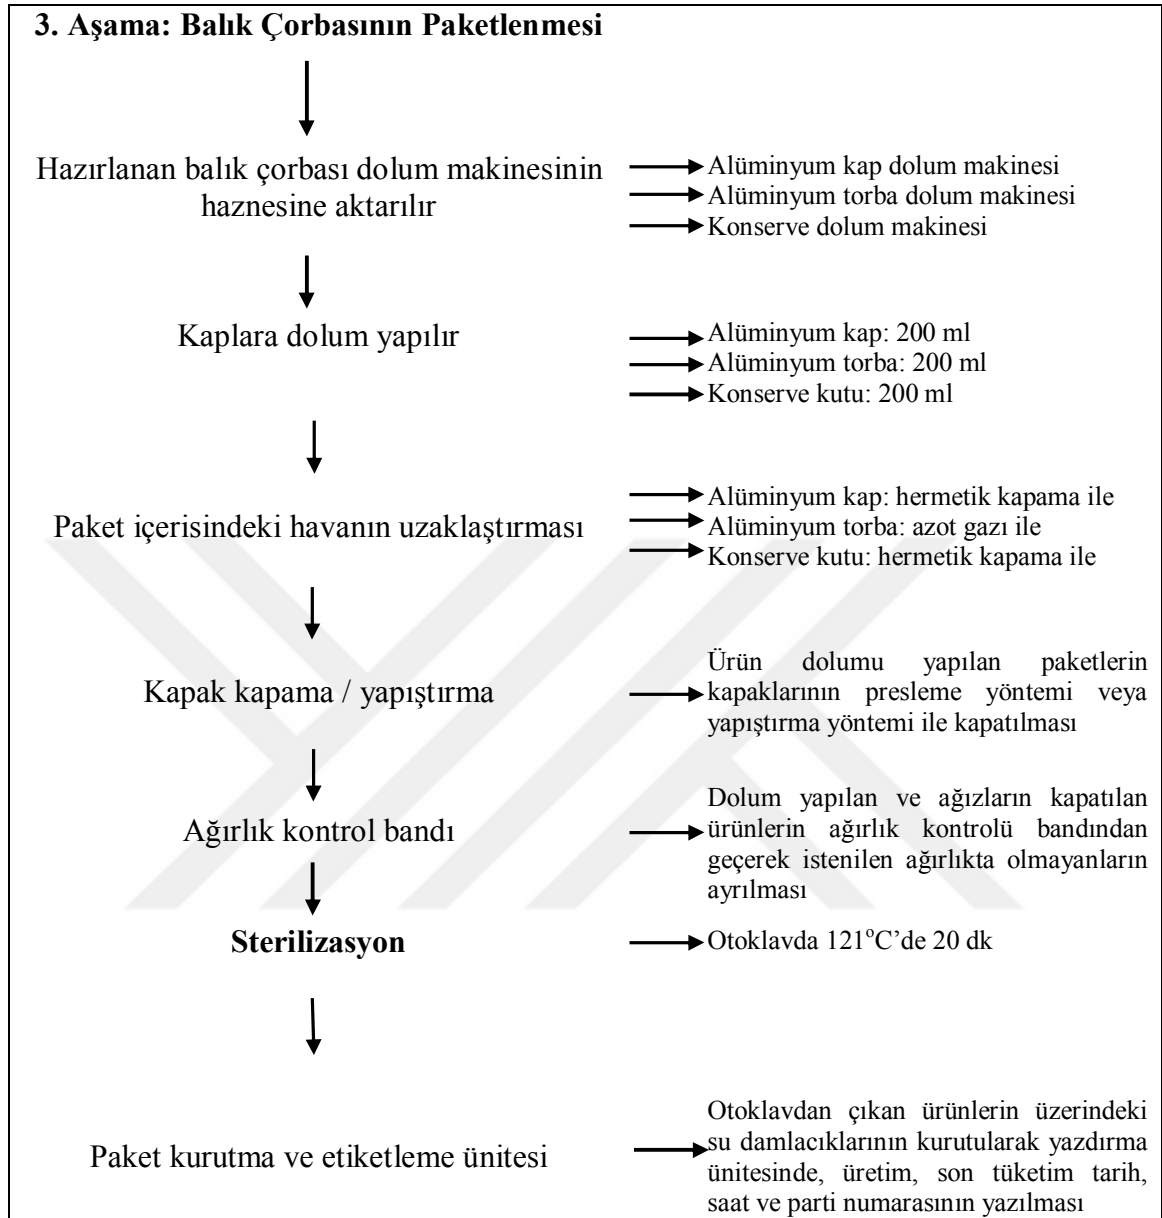 3. Aşama: Balık Çorbasının Paketlenmesi
Hazırlanan balık çorbası dolum makinesinin
haznesine aktarılır
Alüminyum kap dolum makinesi
Alüminyum torba dolum makinesi
Konserve dolum makinesi
Kaplara dolum yapılır
Alüminyum kap: 200 ml
Alüminyum torba: 200 ml
Konserve kutu: 200 ml
Paket içerisindeki havanın uzaklaştırması
Alüminyum kap: hermetik kapama ile
Alüminyum torba: azot gazı ile
Konserve kutu: hermetik kapama ile
Kapak kapama / yapıştırma
Ürün dolumu yapılan paketlerin
kapaklarının presleme yöntemi veya
yapıştırma yöntemi ile kapatılması
Ağırlık kontrol bandı
Dolum yapılan ve ağızların kapatılan
ürünlerin ağırlık kontrolü bandından
geçerek istenilen ağırlıkta olmayanların
ayrılması
Sterilizasyon
Otoklavda 121°C’de 20 dk
Paket kurutma ve etiketleme ünitesi
Otoklavdan çıkan ürünlerin üzerindeki
su damlacıklarının kurutularak yazdırma
ünitesinde, üretim, son tüketim tarih,
saat ve parti numarasının yazılması